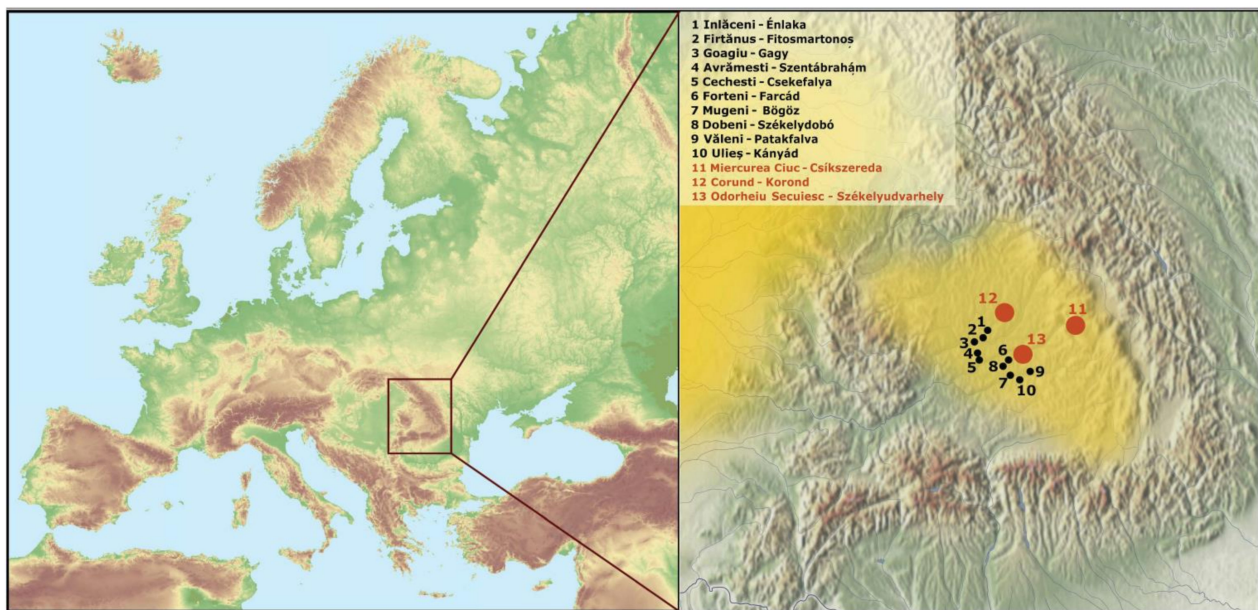 1 Inlăceni - Énlaka
2 Firtănus - Fitosmartonos
3 Goagiu - Gagy
4 Avrămesti - Szentábrahám
5 Cechesti - Csekefalya
6 Forteni - Farcád
7 Mugeni - Bögöz
8 Dobeni - Székelydobó
9 Văleni - Patakfalva
10 Ulieș - Kányád
11 Miercurea Ciuc - Csíkszereda
12 Corund - Korond
13 Odorheiu Secuiesc - Székelyudvarhely
12
11
1
2
3
13
4
5
6
8
9
7
10